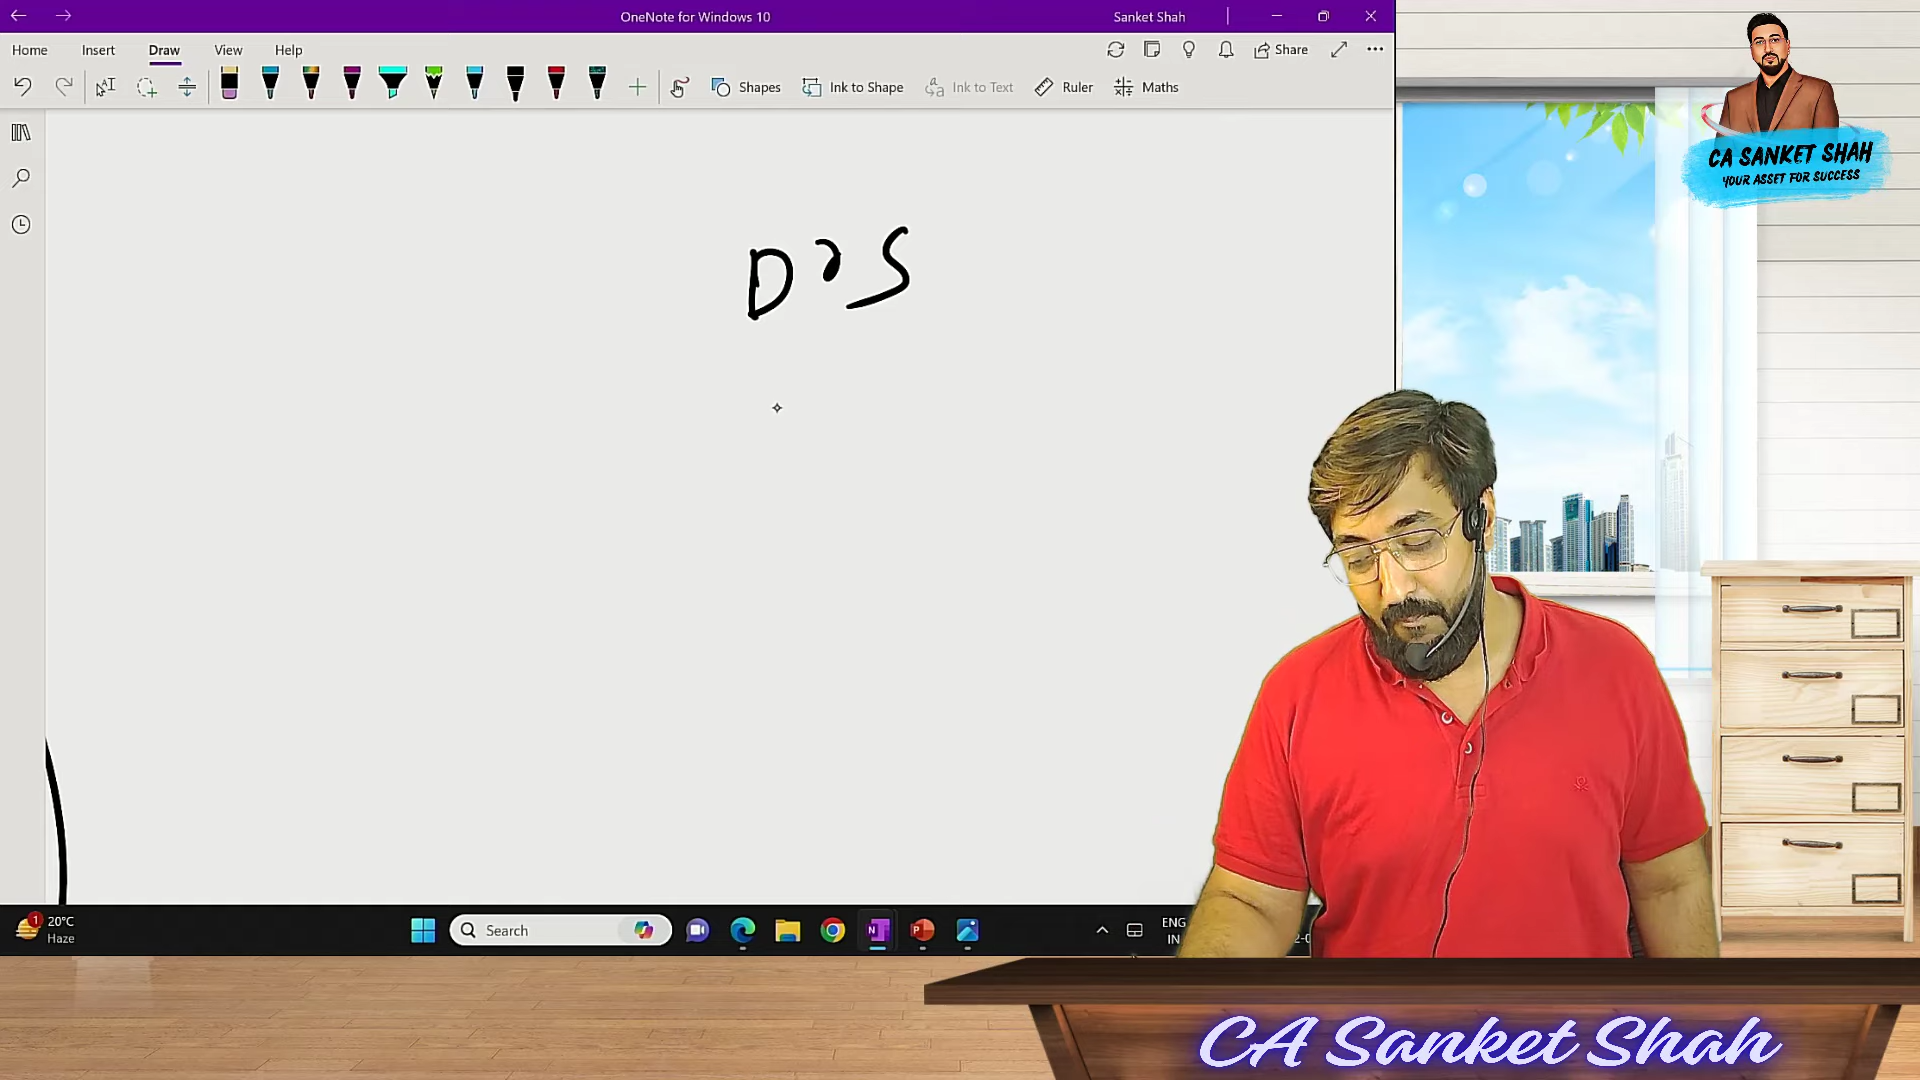 OneNote for Windows 10
Sanket Shah
Home Insert Draw View Help
Share
Shapes Ink to Shape Ink to Text Ruler Maths
CA SANKET SHAH
YOUR ASSET FOR SUCCESS
1
20°C
Haze
Search
ENG
IN
CA Sanket Shah